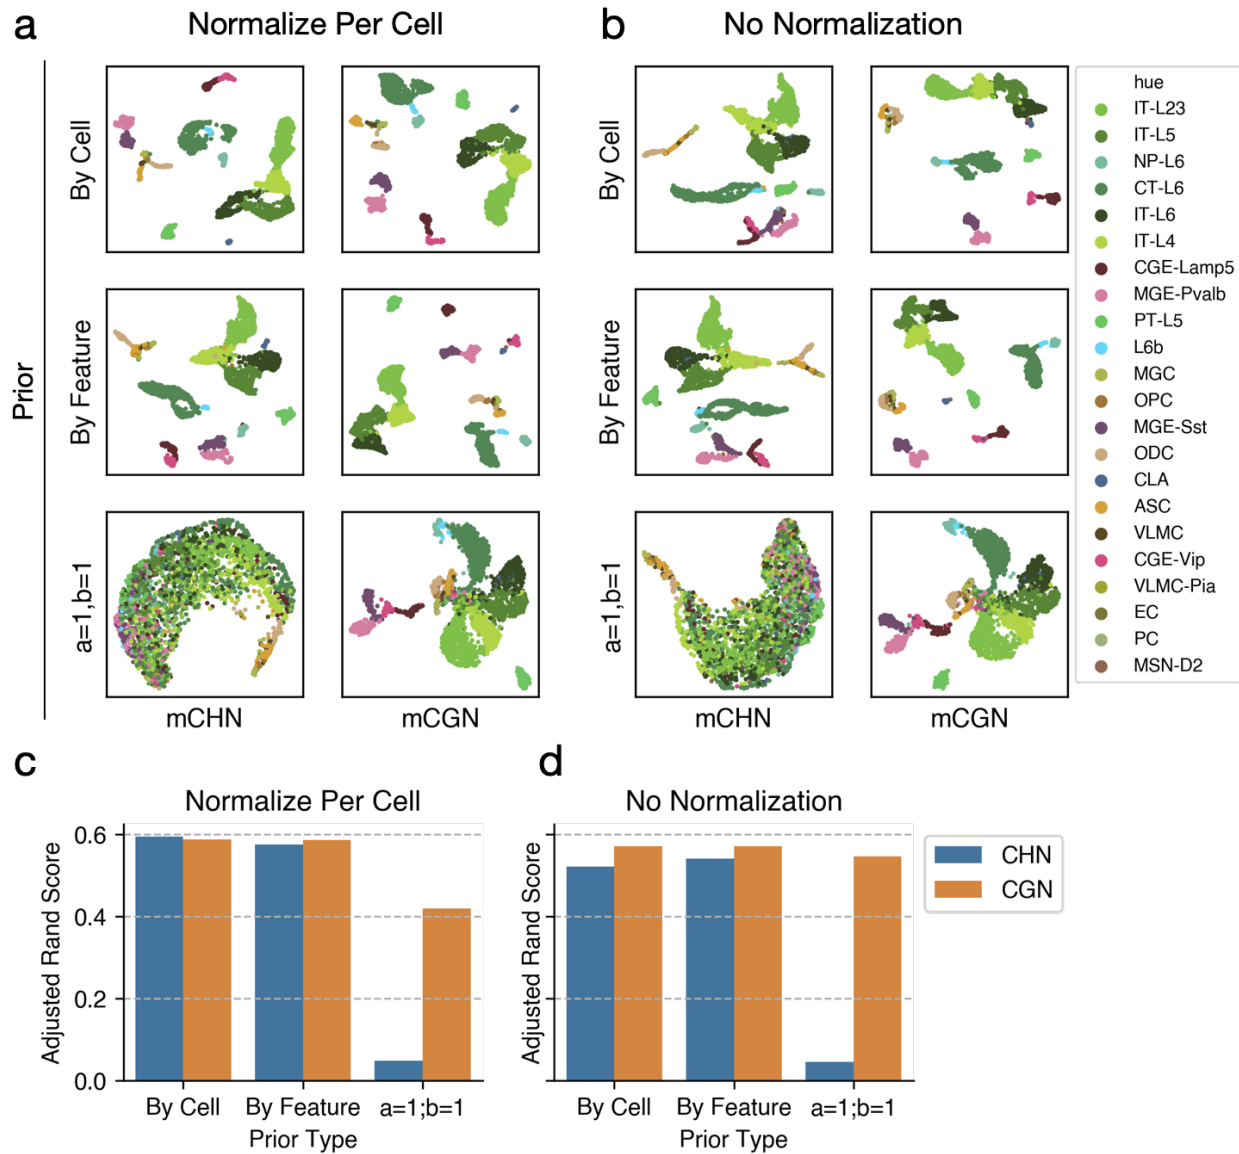 a
Normalize Per Cell
b
No Normalization
Prior
By Cell
By Feature
a=1,b=1
mCHN
mCGN
By Cell
By Feature
a=1,b=1
mCHN
mCGN
hue
IT-L23
IT-L5
NP-L6
CT-L6
IT-L6
IT-L4
CGE-Lamp5
MGE-Pvalb
PT-L5
L6b
MGC
OPC
MGE-Sst
ODC
CLA
ASC
VLMC
CGE-Vip
VLMC-Pia
EC
PC
MSN-D2
c
Normalize Per Cell
Adjusted Rand Score
0.6
0.4
0.2
0.0
By Cell By Feature a=1;b=1
Prior Type
d
No Normalization
Adjusted Rand Score
By Cell By Feature a=1;b=1
Prior Type
CHN
CGN